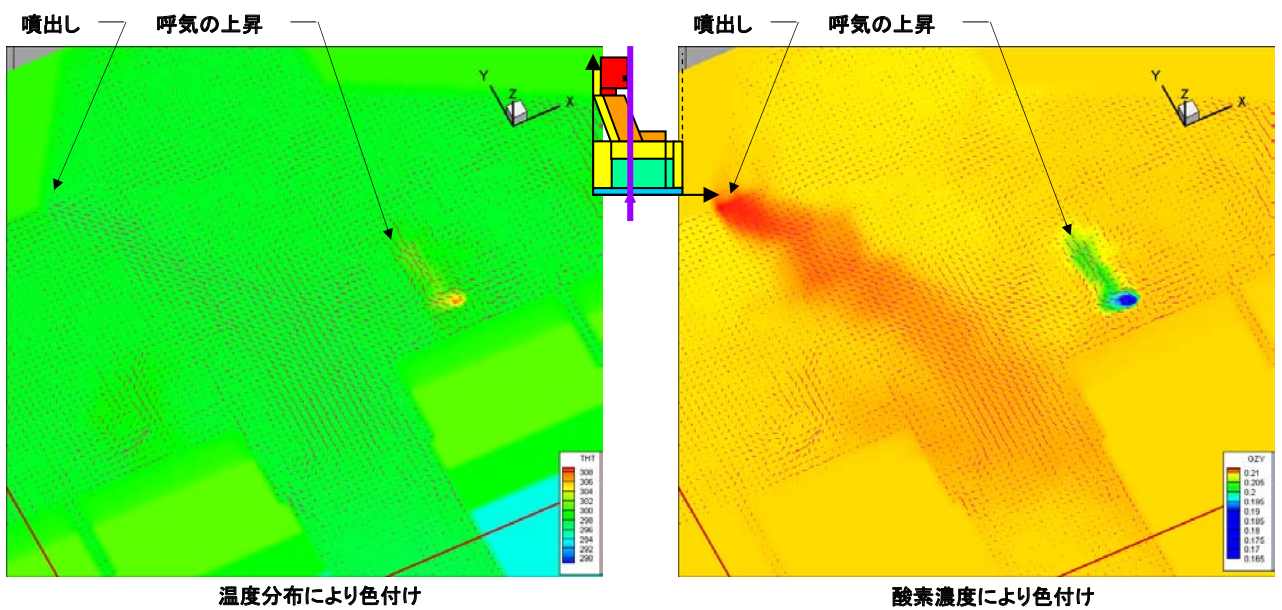 噴出し 呼気の上昇
噴出し 呼気の上昇
Y
Z
X
Y
Z
X
THT
308
306
304
302
300
298
296
294
292
290
GZY
0.21
0.205
0.2
0.195
0.19
0.185
0.18
0.175
0.17
0.165
温度分布により色付け
酸素濃度により色付け